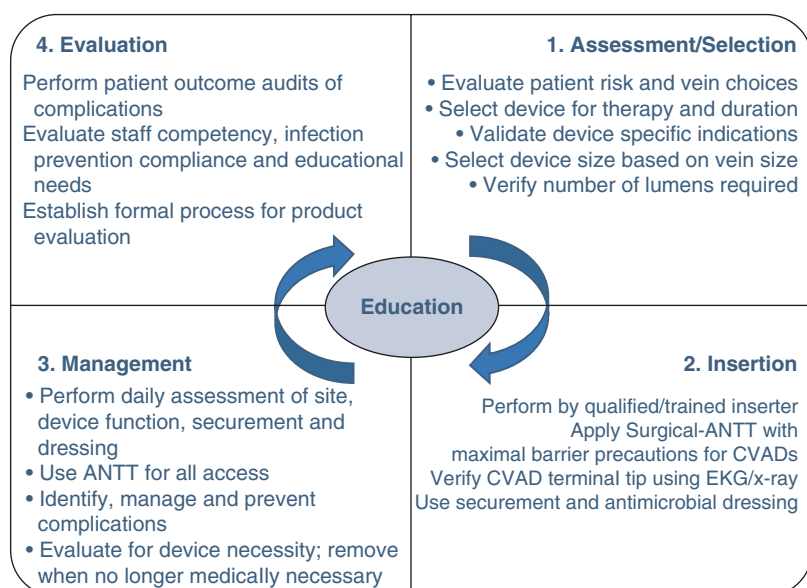 4. Evaluation
Perform patient outcome audits of
complications
Evaluate staff competency, infection
prevention compliance and educational
needs
Establish formal process for product
evaluation
1. Assessment/Selection
• Evaluate patient risk and vein choices
• Select device for therapy and duration
• Validate device specific indications
• Select device size based on vein size
• Verify number of lumens required
Education
3. Management
• Perform daily assessment of site,
device function, securement and
dressing
• Use ANTT for all access
• Identify, manage and prevent
complications
• Evaluate for device necessity; remove
when no longer medically necessary
2. Insertion
Perform by qualified/trained inserter
Apply Surgical-ANTT with
maximal barrier precautions for CVADs
Verify CVAD terminal tip using EKG/x-ray
Use securement and antimicrobial dressing